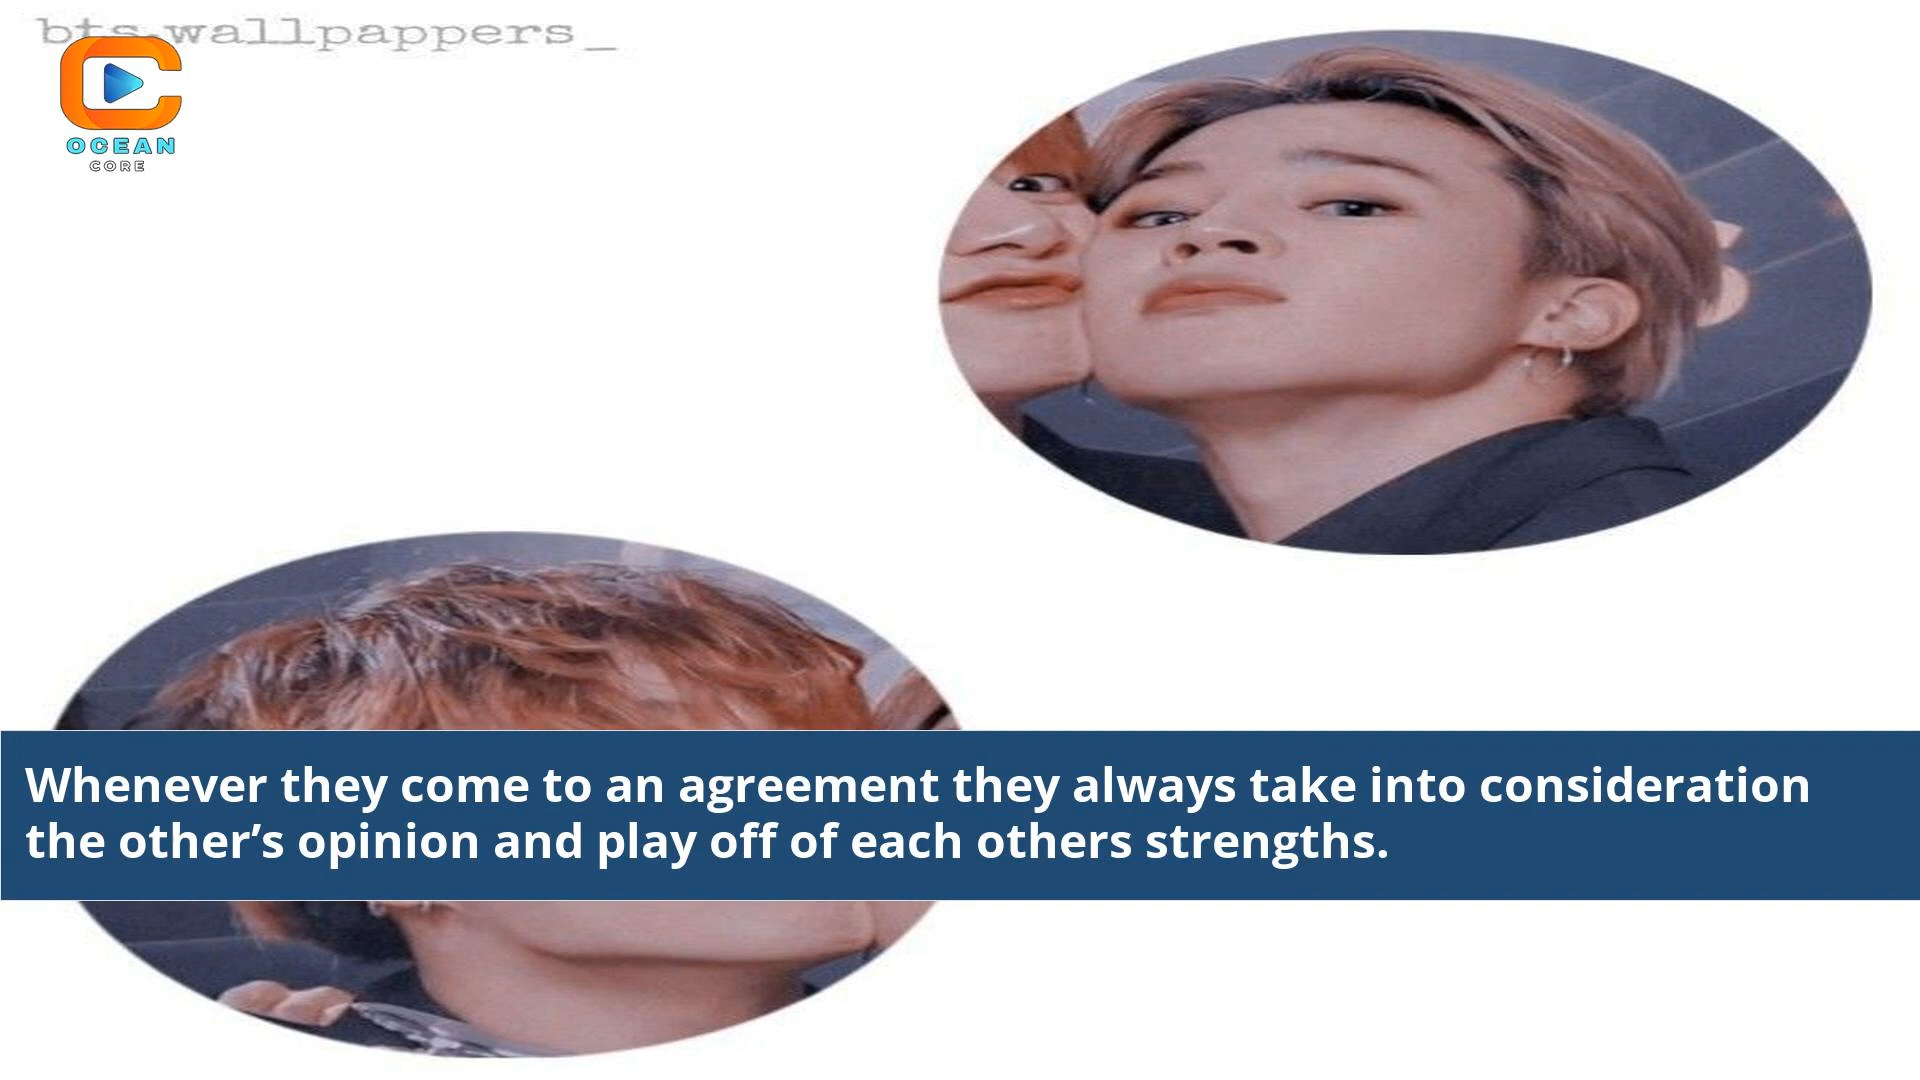 bts.wallpappers_
OCEAN
CORE
Whenever they come to an agreement they always take into consideration
the other’s opinion and play off of each others strengths.